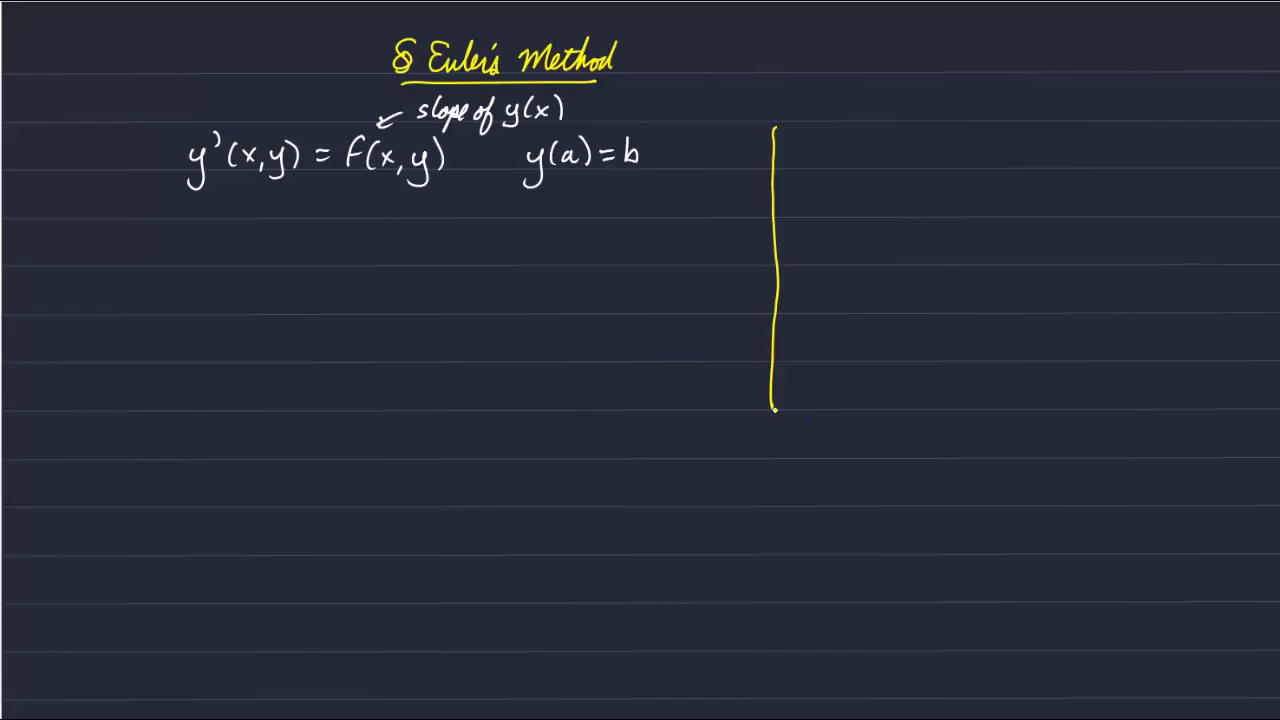 § Euler's Method
← slope of y(x)
y'(x,y) = f(x,y) y(a) = b